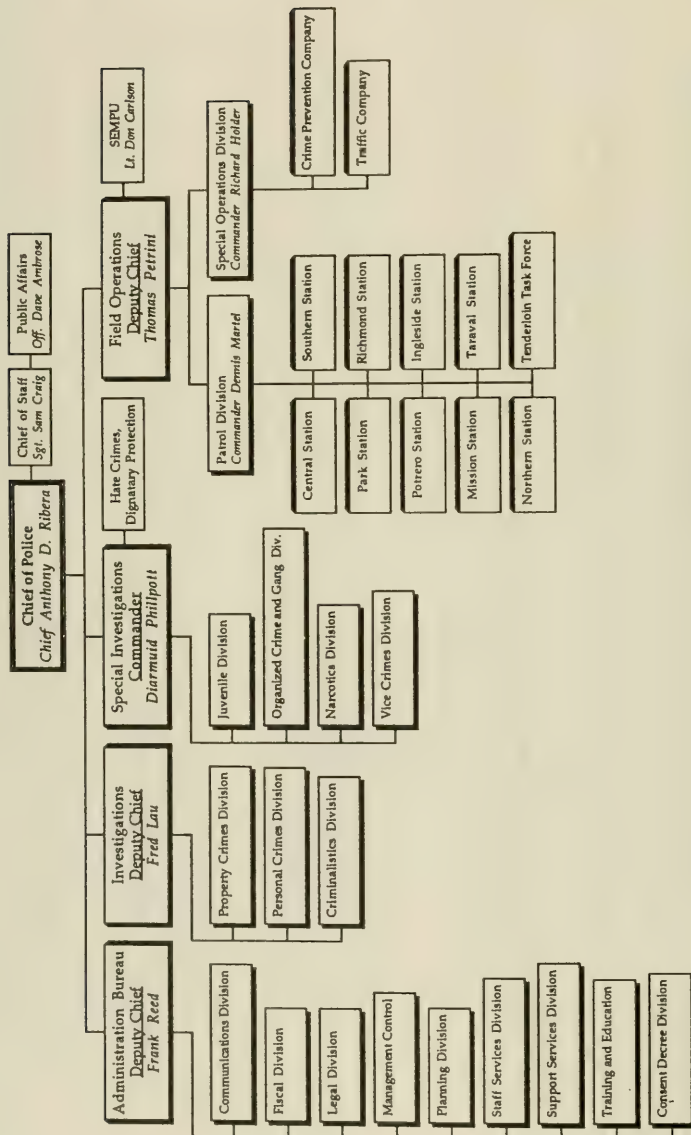 Chief of Police
Chief Anthony D. Ribera
Chief of Staff
Sgt. Sam Craig
Public Affairs
Off. Dave Ambrose
Administration Bureau
Deputy Chief
Frank Reed
Investigations
Deputy Chief
Fred Lau
Special Investigations
Commander
Diarmuid Philpott
Hate Crimes,
Dignatary Protection
Field Operations
Deputy Chief
Thomas Petrini
SEMPU
Lt. Don Carlson
Communications Division
Fiscal Division
Legal Division
Management Control
Planning Division
Staff Services Division
Support Services Division
Training and Education
Consent Decree Division
Property Crimes Division
Personal Crimes Division
Criminalistics Division
Juvenile Division
Organized Crime and Gang Div.
Narcotics Division
Vice Crimes Division
Patrol Division
Commander Dennis Martel
Central Station
Southern Station
Park Station
Richmond Station
Potrero Station
Ingleside Station
Mission Station
Taraval Station
Northern Station
Tenderloin Task Force
Special Operations Division
Commander Richard Holder
Crime Prevention Company
Traffic Company